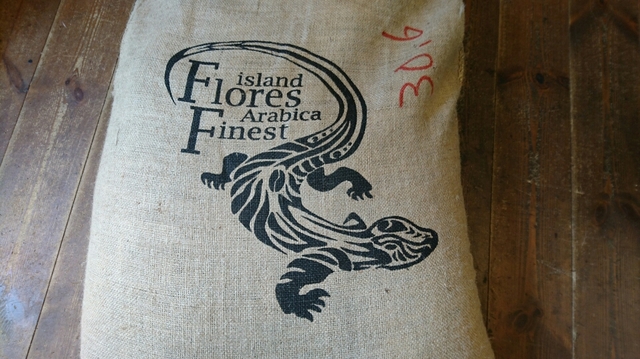 island
Flores
Arabica
Finest
30.6